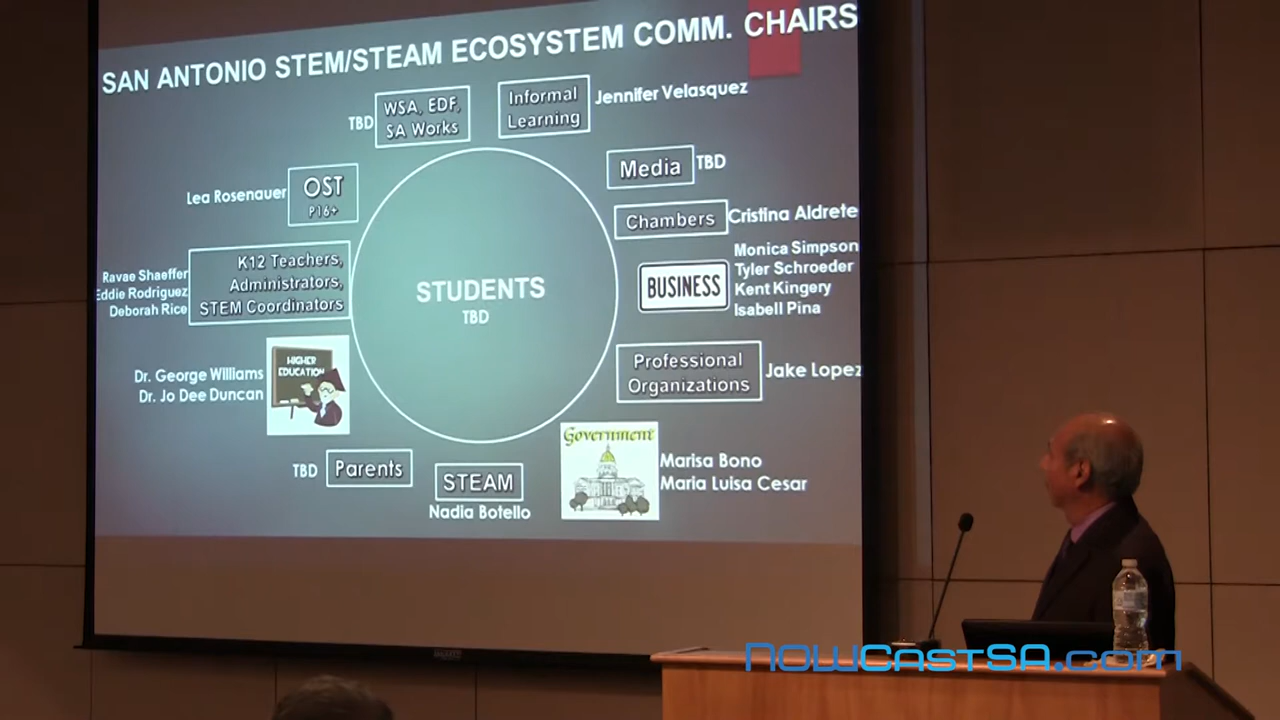 SAN ANTONIO STEM/STEAM ECOSYSTEM COMM. CHAIRS
TBD
WSA, EDF,
SA Works
Informal
Learning
Jennifer Velasquez
Media
TBD
Lea Rosenauer
OST
P16+
Chambers
Cristina Aldrete
Ravae Shaeffer
Eddie Rodriguez
Deborah Rice
K12 Teachers,
Administrators,
STEM Coordinators
STUDENTS
TBD
BUSINESS
Monica Simpson
Tyler Schroeder
Kent Kingery
Isabell Pina
Dr. George Williams
Dr. Jo Dee Duncan
HIGHER
EDUCATION
Professional
Organizations
Jake Lopez
TBD
Parents
STEAM
Nadia Botello
Government
Marisa Bono
Maria Luisa Cesar
NOWCastSA.com